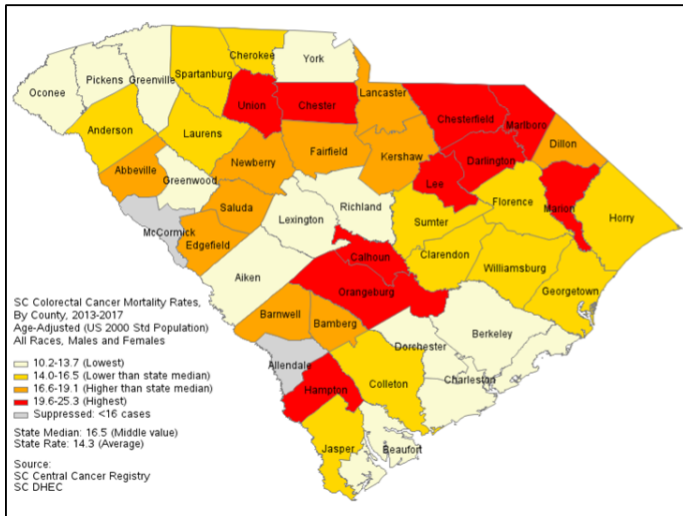 Cherokee
York
Spartanburg
Greenville
Pickens
Oconee
Union
Chester
Lancaster
Chesterfield
Marlboro
Anderson
Laurens
Dillon
Darlington
Newberry
Fairfield
Kershaw
Abbeville
Greenwood
Lee
Florence
Marion
Saluda
Richland
Horry
Lexington
Sumter
McCormick
Edgefield
Calhoun
Clarendon
Williamsburg
Aiken
Orangeburg
Georgetown
SC Colorectal Cancer Mortality Rates,
By County, 2013-2017
Age-Adjusted (US 2000 Std Population)
All Races, Males and Females
Barnwell
Bamberg
Berkeley
Dorchester
Allendale
Charleston
Colleton
Hampton
Jasper
Beaufort
10.2-13.7 (Lowest)
14.0-16.5 (Lower than state median)
16.6-19.1 (Higher than state median)
19.6-25.3 (Highest)
Suppressed: <16 cases
State Median: 16.5 (Middle value)
State Rate: 14.3 (Average)
Source:
SC Central Cancer Registry
SC DHEC